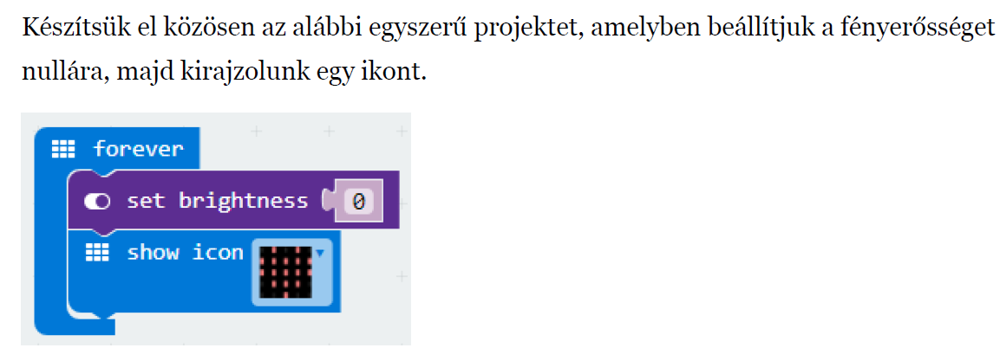 Készítsük el közösen az alábbi egyszerű projektet, amelyben beállítjuk a fényerősséget
nullára, majd kirajzolunk egy ikont.
forever
set brightness 0
show icon